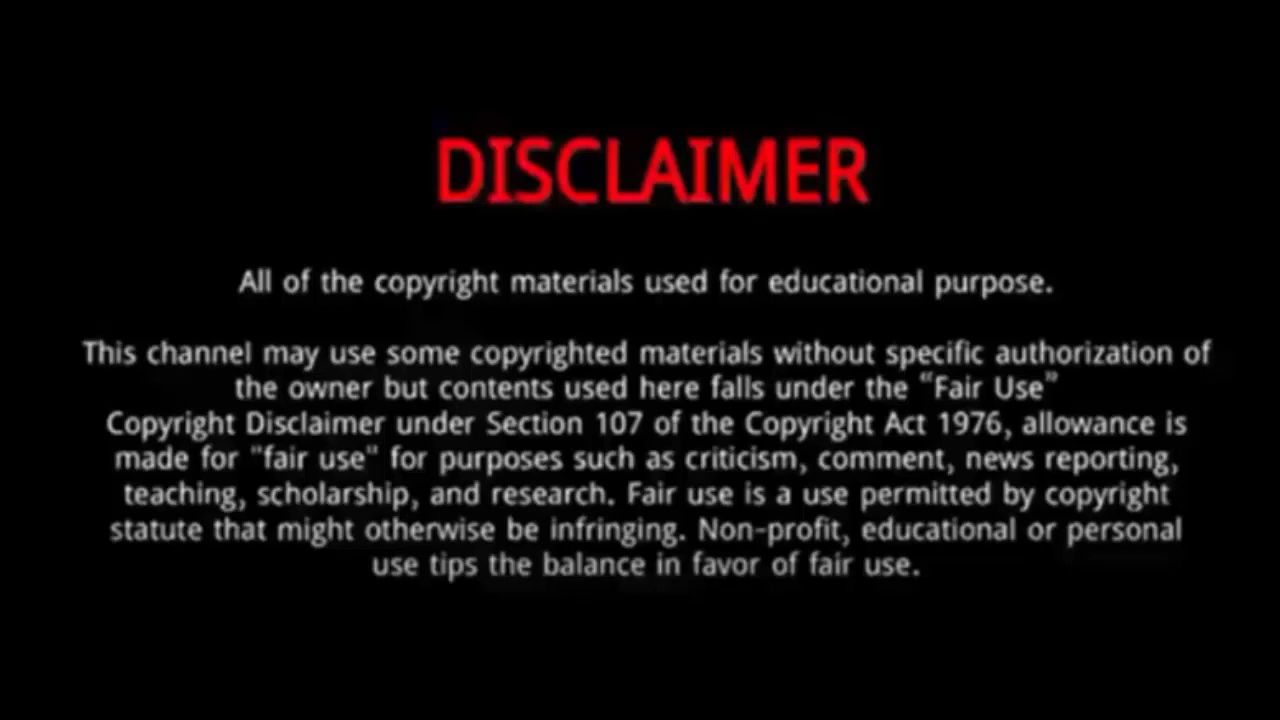 DISCLAIMER
All of the copyright materials used for educational purpose.
This channel may use some copyrighted materials without specific authorization of
the owner but contents used here falls under the “Fair Use”
Copyright Disclaimer under Section 107 of the Copyright Act 1976, allowance is
made for "fair use" for purposes such as criticism, comment, news reporting,
teaching, scholarship, and research. Fair use is a use permitted by copyright
statute that might otherwise be infringing. Non-profit, educational or personal
use tips the balance in favor of fair use.